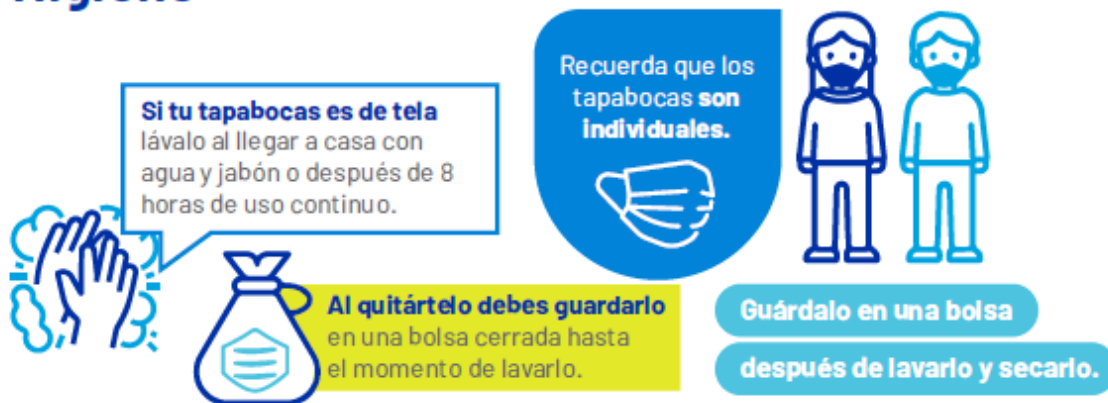 Si tu tapabocas es de tela
lávalo al llegar a casa con
agua y jabón o después de 8
horas de uso continuo.
Recuerda que los
tapabocas son
individuales.
Al quitártelo debes guardarlo
en una bolsa cerrada hasta
el momento de lavarlo.
Guárdalo en una bolsa
después de lavarlo y secarlo.